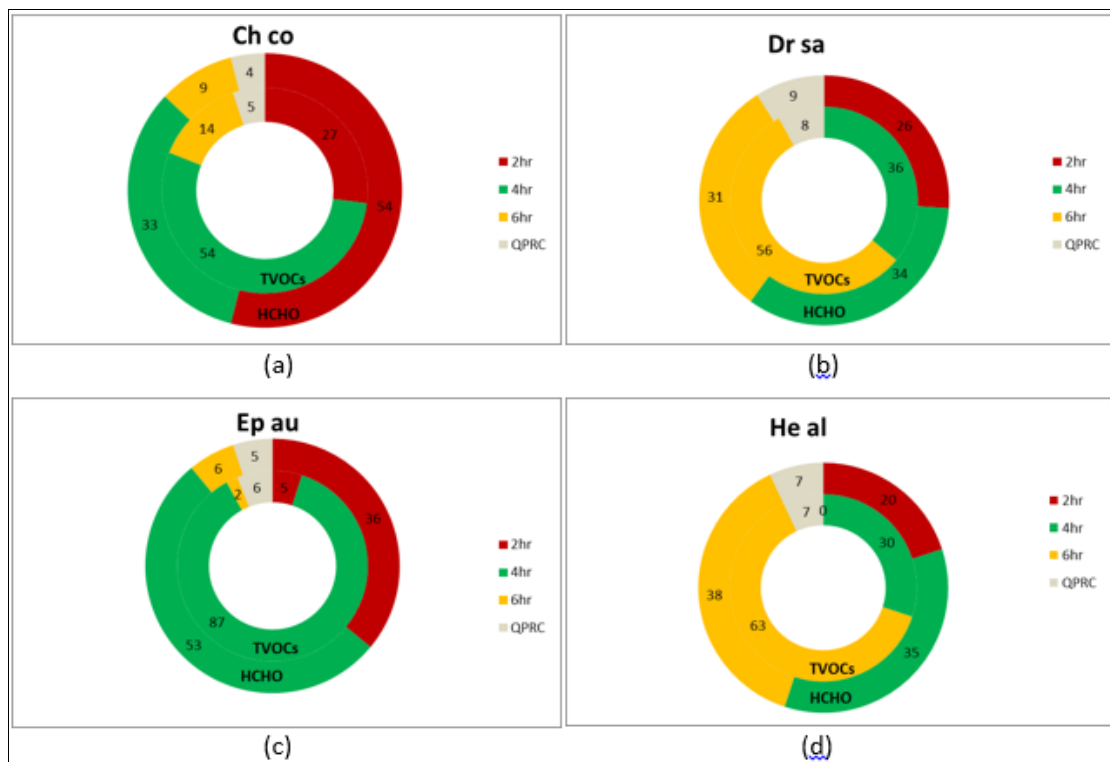 Ch co
4
9
5
14
27
54
33
54
TVOCs
HCHO
2hr
4hr
6hr
QPRC
(a)
Dr sa
9
8
26
36
31
56
34
TVOCs
HCHO
2hr
4hr
6hr
QPRC
(b)
Ep au
5
6
6
2
5
36
87
53
TVOCs
HCHO
2hr
4hr
6hr
QPRC
(c)
He al
7
7
0
20
30
38
63
35
TVOCs
HCHO
2hr
4hr
6hr
QPRC
(d)